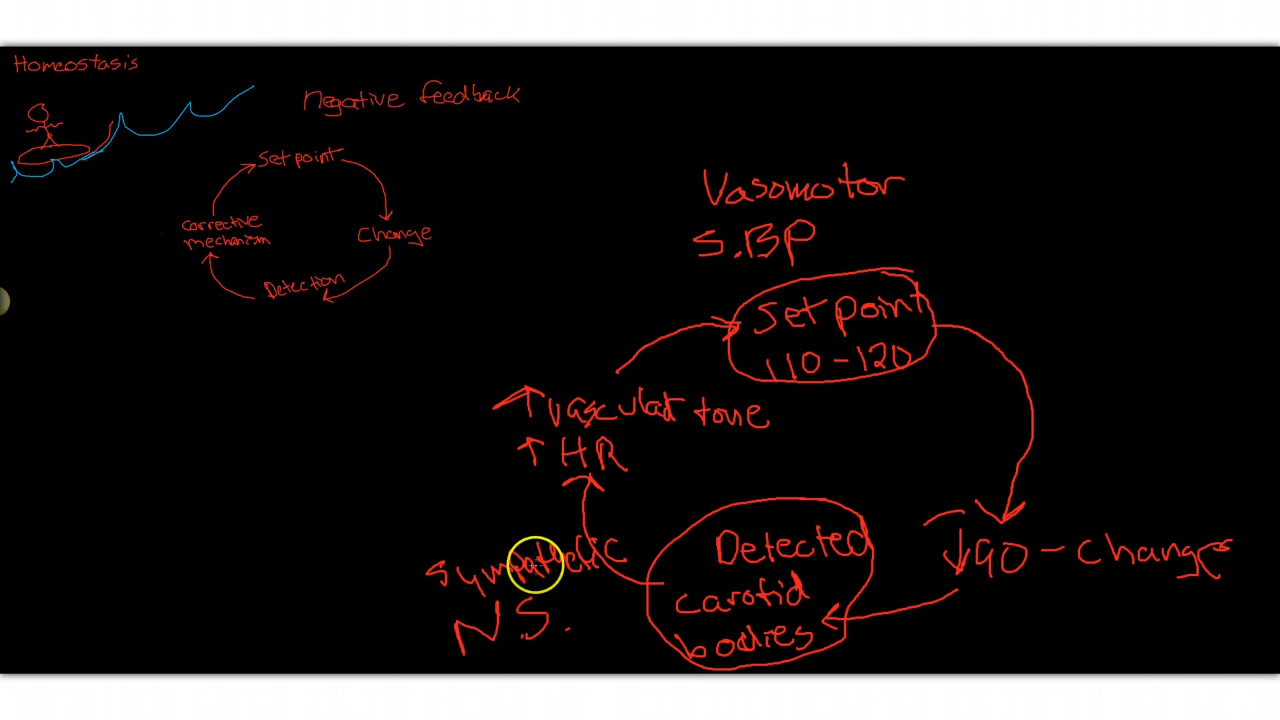 Homeostasis
negative feedback
Set point
Change
Detection
Corrective
mechanism
Vasomotor
S.BP
Set point
110-120
↓90-changes
Detected
carotid
bodies
Sympathetic
N.S.
↑vascular tone
↑ HR